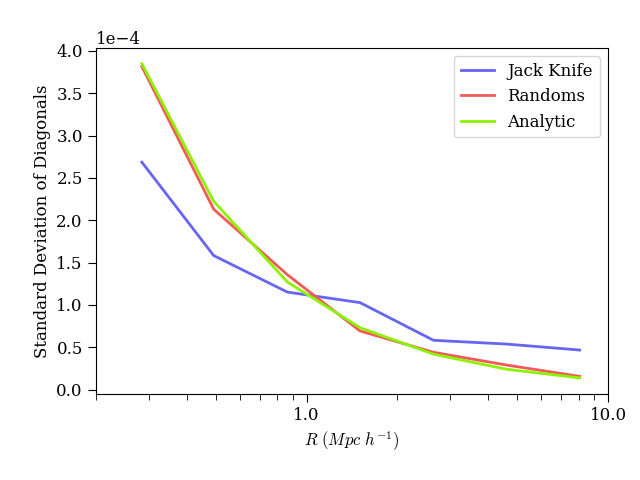 1e−4
4.0
3.5
3.0
2.5
2.0
1.5
1.0
0.5
0.0
Standard Deviation of Diagonals
Jack Knife
Randoms
Analytic
1.0
10.0
R (Mpc h⁻¹)